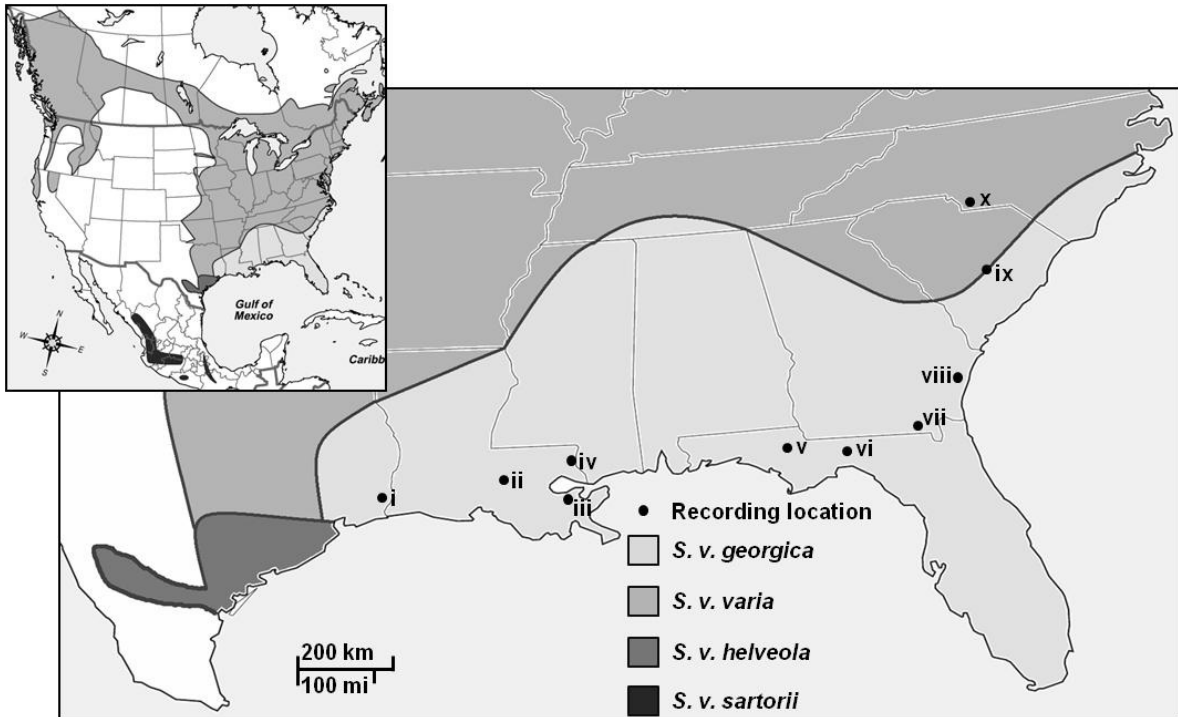 N
W
E
S
Gulf of
Mexico
Caribb
x
ix
viii
vii
iv
v
vi
ii
i
iii
Recording location
S. v. georgica
S. v. varia
S. v. helveola
S. v. sartorii
200 km
100 mi